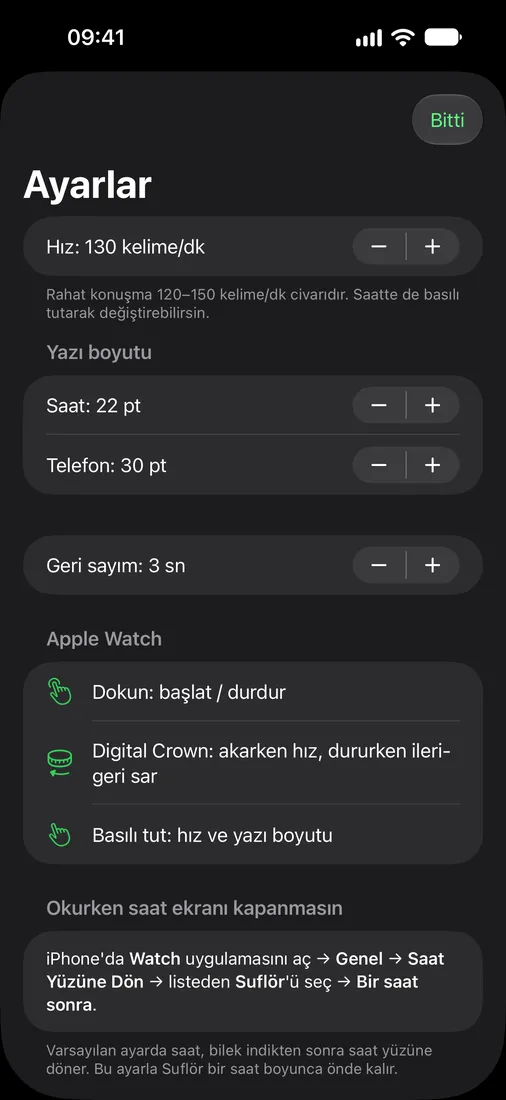 09:41
Bitti
Ayarlar
Hız: 130 kelime/dk
Rahat konuşma 120–150 kelime/dk civarıdır. Saatte de basılı
tutarak değiştirebilirsin.
Yazı boyutu
Saat: 22 pt
Telefon: 30 pt
Geri sayım: 3 sn
Apple Watch
Dokun: başlat / durdur
Digital Crown: akarken hız, dururken ileri-
geri sar
Basılı tut: hız ve yazı boyutu
Okurken saat ekranı kapanmasın
iPhone'da Watch uygulamasını aç → Genel → Saat
Yüzüne Dön → listeden Suflör'ü seç → Bir saat
sonra.
Varsayılan ayarda saat, bilek indikten sonra saat yüzüne
döner. Bu ayarla Suflör bir saat boyunca önde kalır.